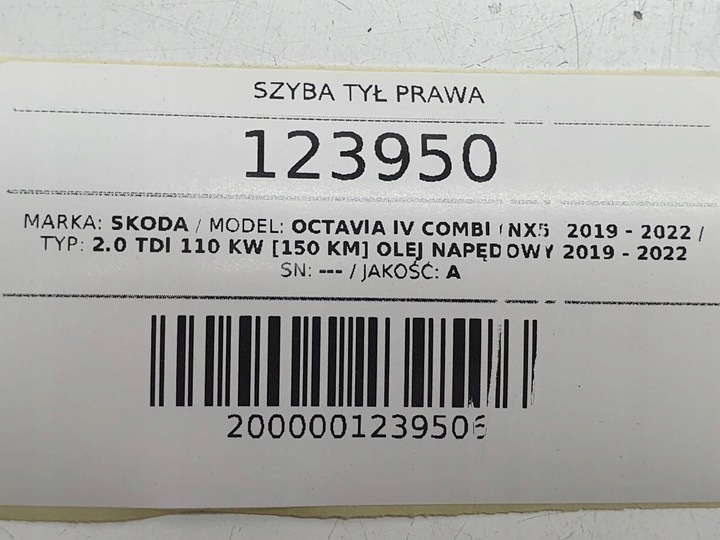 SZYBA TYŁ PRAWA
123950
MARKA: SKODA / MODEL: OCTAVIA IV COMBI (NX5 2019 - 2022 /
TYP: 2.0 TDI 110 KW [150 KM] OLEJ NAPĘDOWY 2019 - 2022
SN: --- / JAKOŚĆ: A
2000001239506